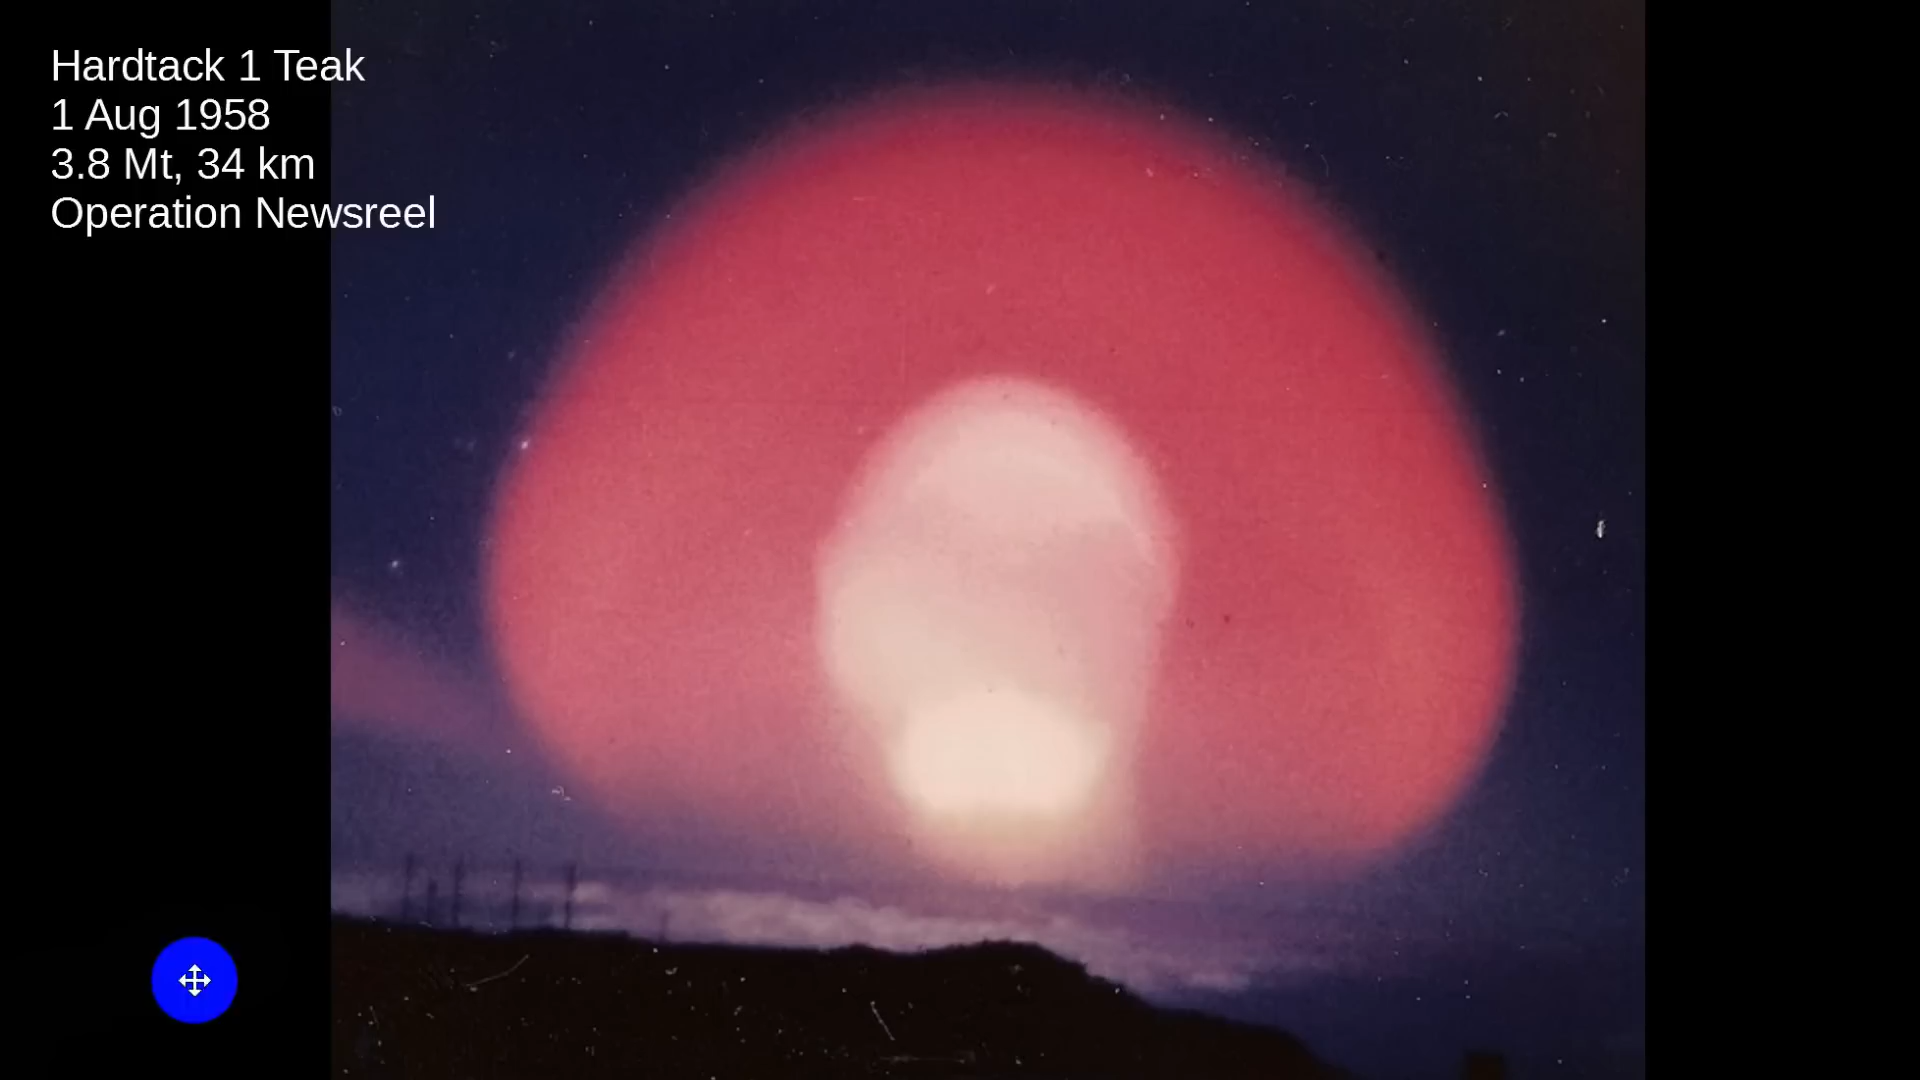 Hardtack 1 Teak
1 Aug 1958
3.8 Mt, 34 km
Operation Newsreel